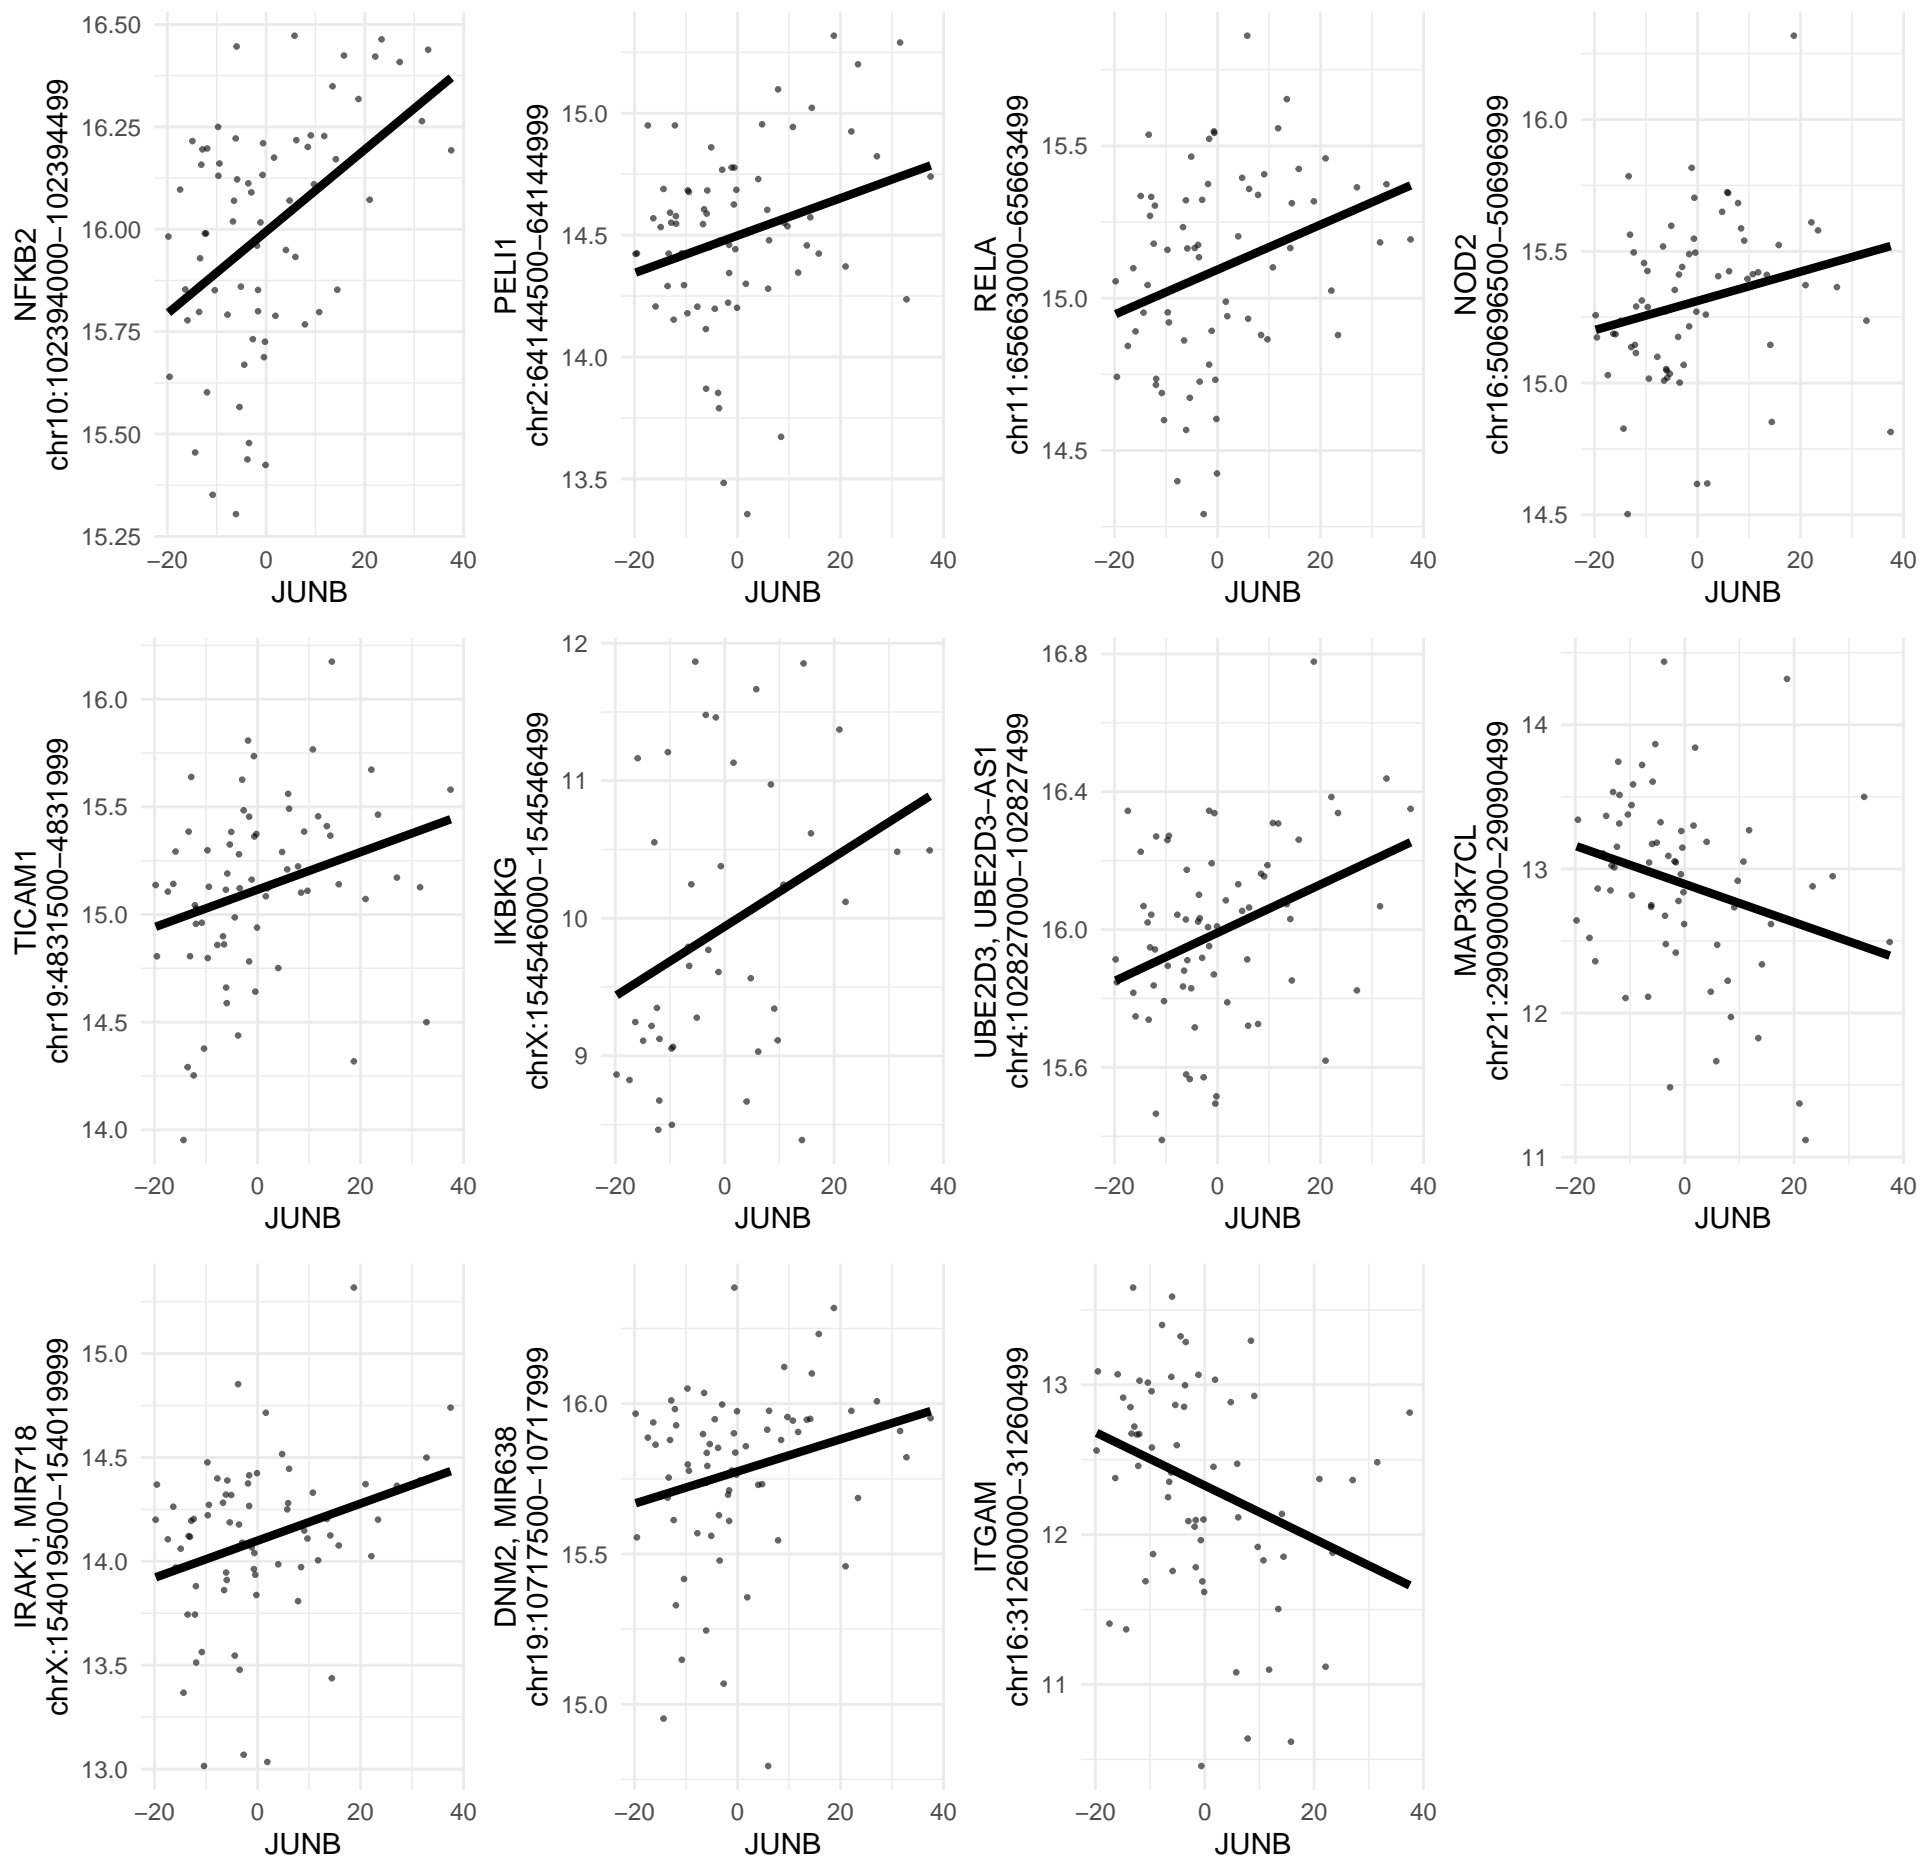 NFKB2
chr10:102394000–102394499
16.50
16.25
16.00
15.75
15.50
15.25
−20 0 20 40
JUNB
PELI1
chr2:64144500–64144999
15.0
14.5
14.0
13.5
−20 0 20 40
JUNB
RELA
chr11:65663000–65663499
15.5
15.0
14.5
−20 0 20 40
JUNB
NOD2
chr16:50696500–50696999
16.0
15.5
15.0
14.5
−20 0 20 40
JUNB
TICAM1
chr19:4831500–4831999
16.0
15.5
15.0
14.5
14.0
−20 0 20 40
JUNB
IKBKG
chrX:154546000–154546499
12
11
10
9
−20 0 20 40
JUNB
UBE2D3, UBE2D3–AS1
chr4:102827000–102827499
16.8
16.4
16.0
15.6
−20 0 20 40
JUNB
MAP3K7CL
chr21:29090000–29090499
14
13
12
11
−20 0 20 40
JUNB
IRAK1, MIR718
chrX:154019500–154019999
15.0
14.5
14.0
13.5
13.0
−20 0 20 40
JUNB
DNM2, MIR638
chr19:10717500–10717999
16.0
15.5
15.0
−20 0 20 40
JUNB
ITGAM
chr16:31260000–31260499
13
12
11
−20 0 20 40
JUNB